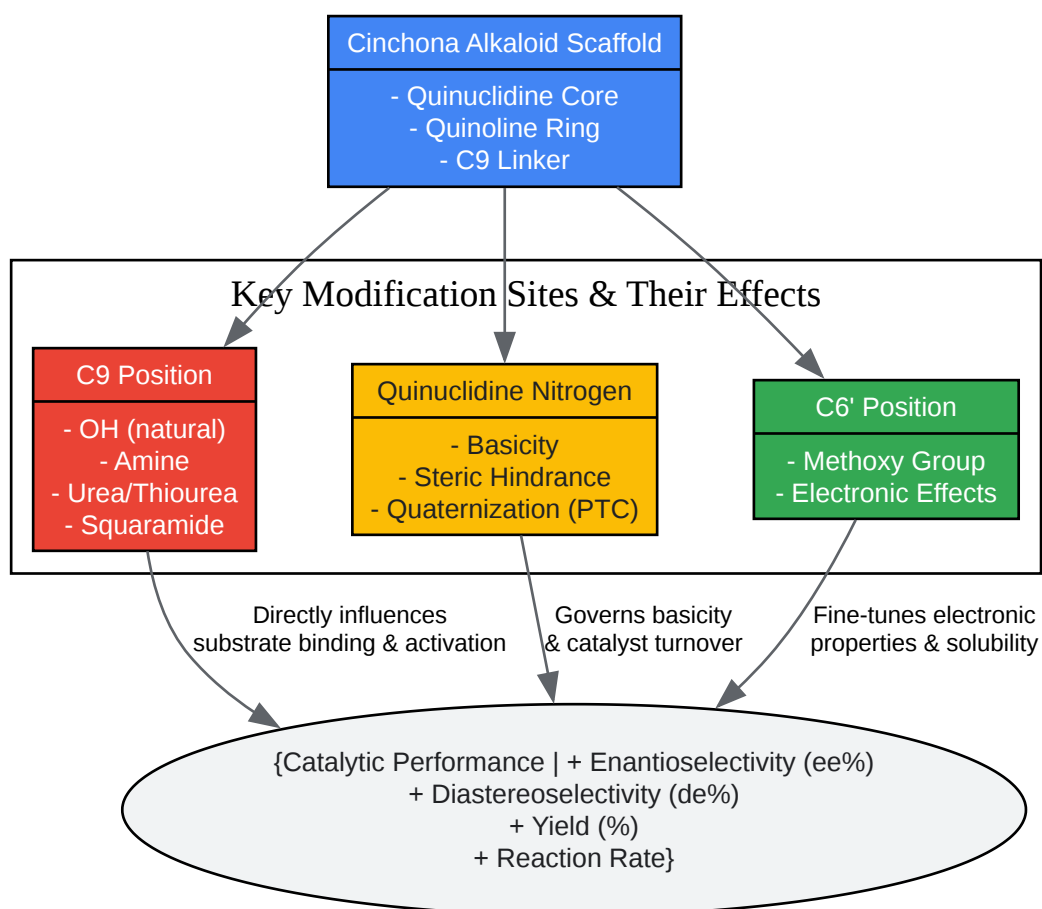 Cinchona Alkaloid Scaffold
- Quinuclidine Core
- Quinoline Ring
- C9 Linker
Key Modification Sites & Their Effects
C9 Position
- OH (natural)
- Amine
- Urea/Thiourea
- Squaramide
Quinuclidine Nitrogen
- Basicity
- Steric Hindrance
- Quaternization (PTC)
C6' Position
- Methoxy Group
- Electronic Effects
Directly influences
substrate binding & activation
Governs basicity
& catalyst turnover
Fine-tunes electronic
properties & solubility
{Catalytic Performance | + Enantioselectivity (ee%)
+ Diastereoselectivity (de%)
+ Yield (%)
+ Reaction Rate}